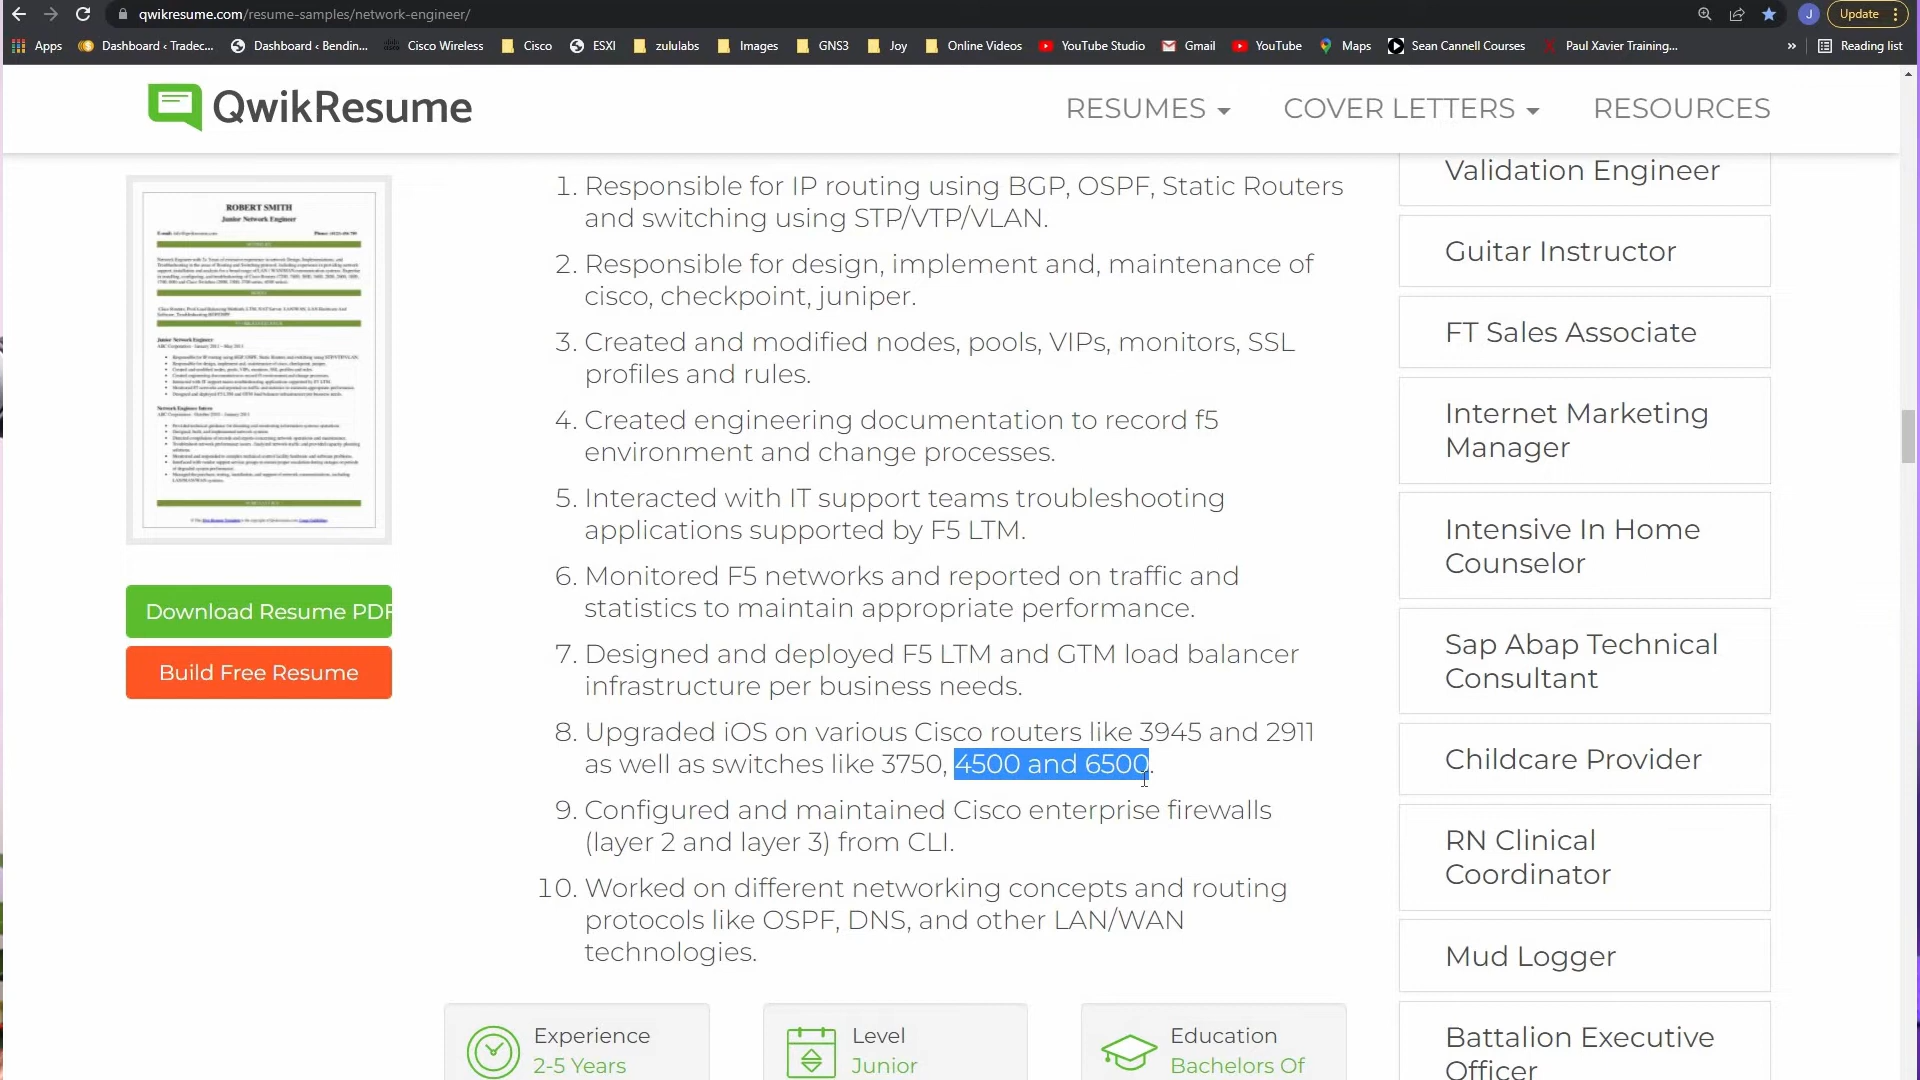 qwikresume.com/resume-samples/network-engineer/
J
Update
Apps
Dashboard ‹ Tradec...
Dashboard ‹ Bendin...
Cisco Wireless
Cisco
ESXI
zululabs
Images
GNS3
Joy
Online Videos
YouTube Studio
Gmail
YouTube
Maps
Sean Cannell Courses
Paul Xavier Training...
»
Reading list
QwikResume
RESUMES
COVER LETTERS
RESOURCES
ROBERT SMITH
Junior Network Engineer
Download Resume PDF
Build Free Resume
1. Responsible for IP routing using BGP, OSPF, Static Routers
and switching using STP/VTP/VLAN.
2. Responsible for design, implement and, maintenance of
cisco, checkpoint, juniper.
3. Created and modified nodes, pools, VIPs, monitors, SSL
profiles and rules.
4. Created engineering documentation to record f5
environment and change processes.
5. Interacted with IT support teams troubleshooting
applications supported by F5 LTM.
6. Monitored F5 networks and reported on traffic and
statistics to maintain appropriate performance.
7. Designed and deployed F5 LTM and GTM load balancer
infrastructure per business needs.
8. Upgraded iOS on various Cisco routers like 3945 and 2911
as well as switches like 3750, 4500 and 6500.
9. Configured and maintained Cisco enterprise firewalls
(layer 2 and layer 3) from CLI.
10. Worked on different networking concepts and routing
protocols like OSPF, DNS, and other LAN/WAN
technologies.
Experience
2-5 Years
Level
Junior
Education
Bachelors Of
Validation Engineer
Guitar Instructor
FT Sales Associate
Internet Marketing
Manager
Intensive In Home
Counselor
Sap Abap Technical
Consultant
Childcare Provider
RN Clinical
Coordinator
Mud Logger
Battalion Executive
Officer